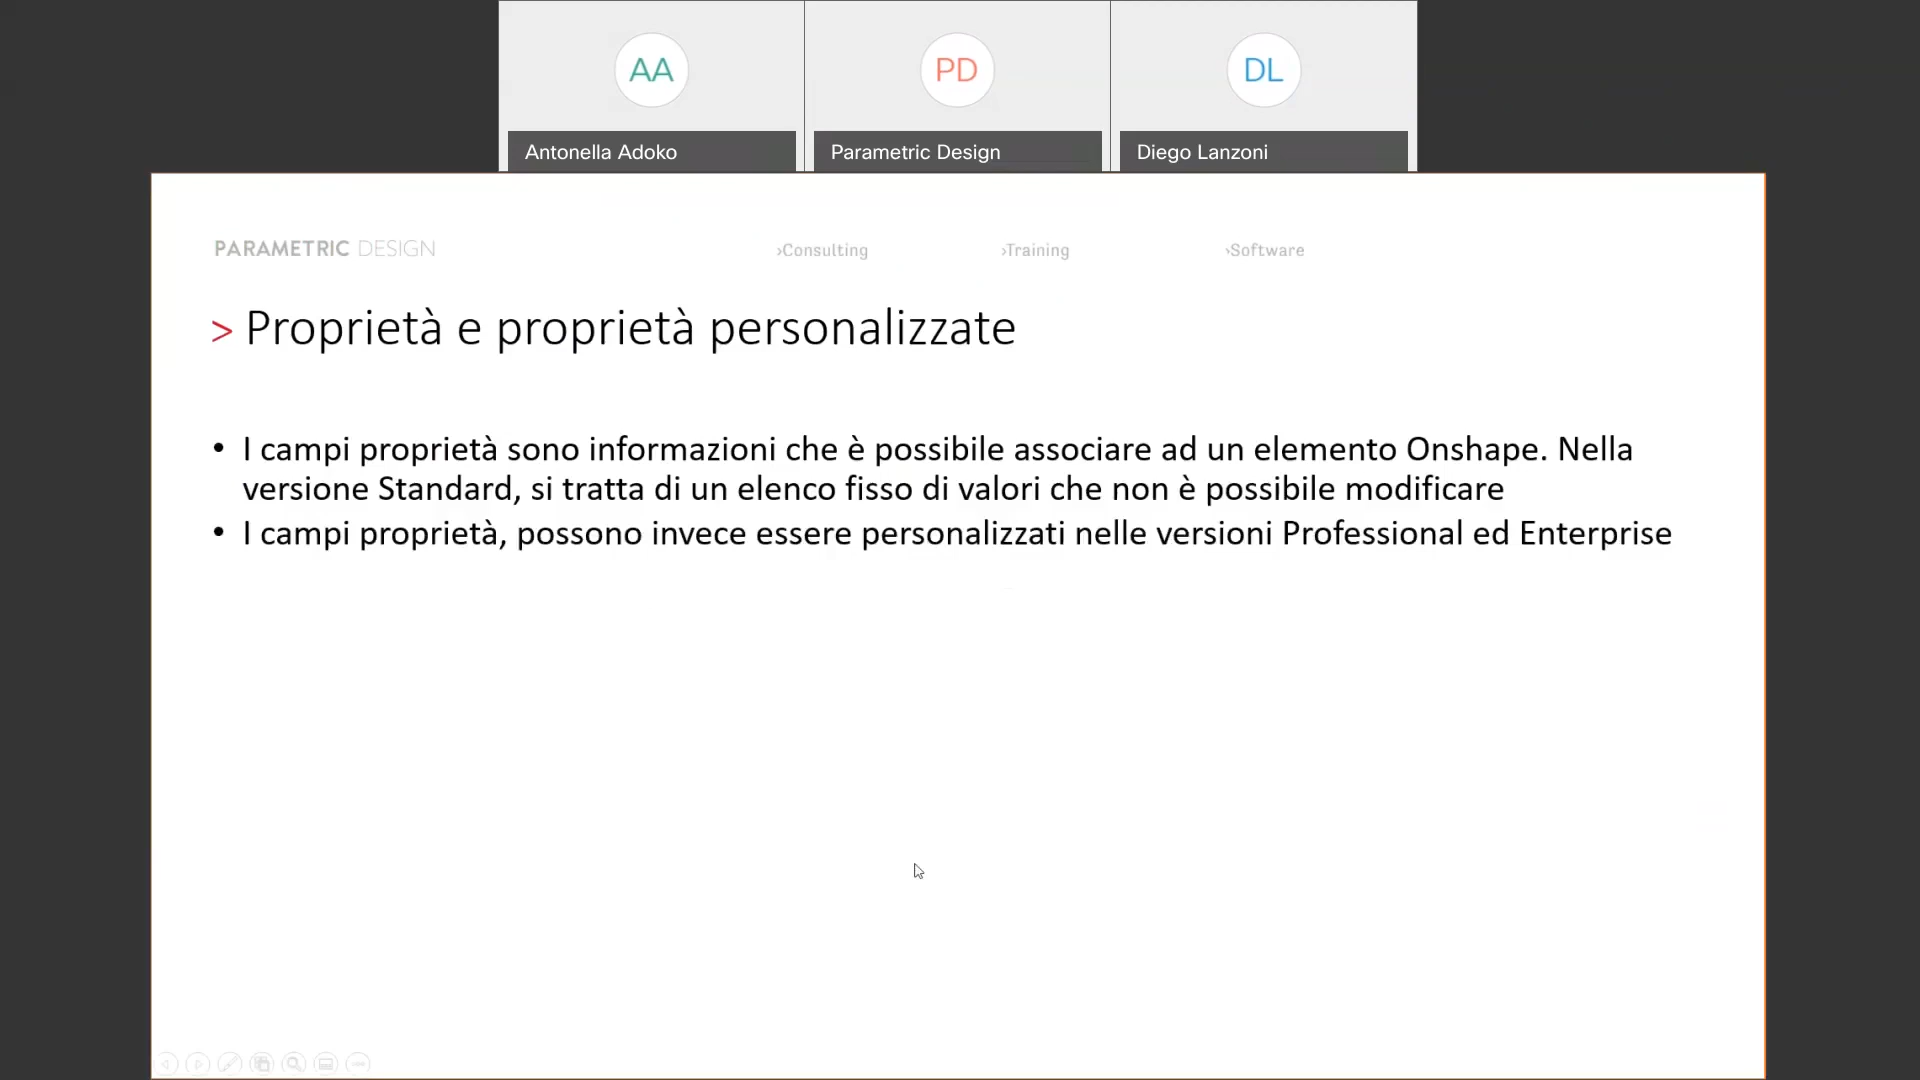 AA
PD
DL
Antonella Adoko
Parametric Design
Diego Lanzoni
PARAMETRIC DESIGN
›Consulting
›Training
›Software
> Proprietà e proprietà personalizzate
• I campi proprietà sono informazioni che è possibile associare ad un elemento Onshape. Nella
versione Standard, si tratta di un elenco fisso di valori che non è possibile modificare
• I campi proprietà, possono invece essere personalizzati nelle versioni Professional ed Enterprise